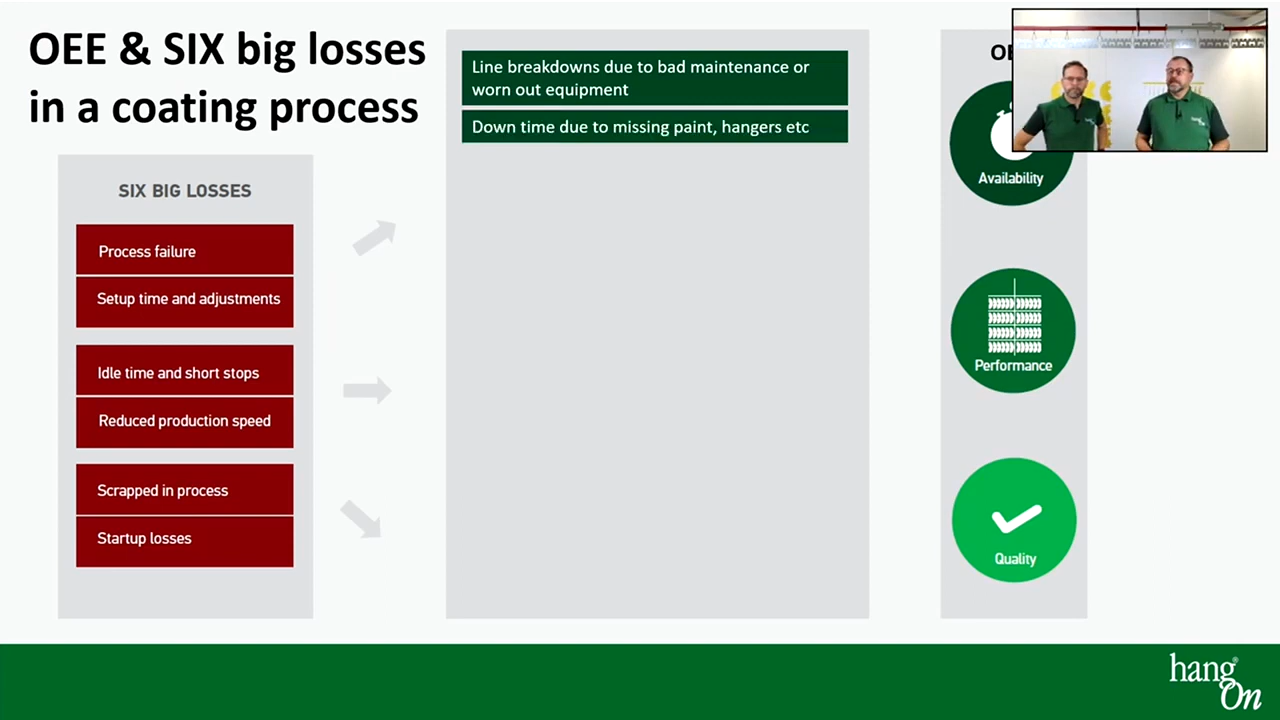 OEE & SIX big losses
in a coating process
SIX BIG LOSSES
Process failure
Setup time and adjustments
Idle time and short stops
Reduced production speed
Scrapped in process
Startup losses
Line breakdowns due to bad maintenance or
worn out equipment
Down time due to missing paint, hangers etc
Availability
Performance
Quality
hang®
On